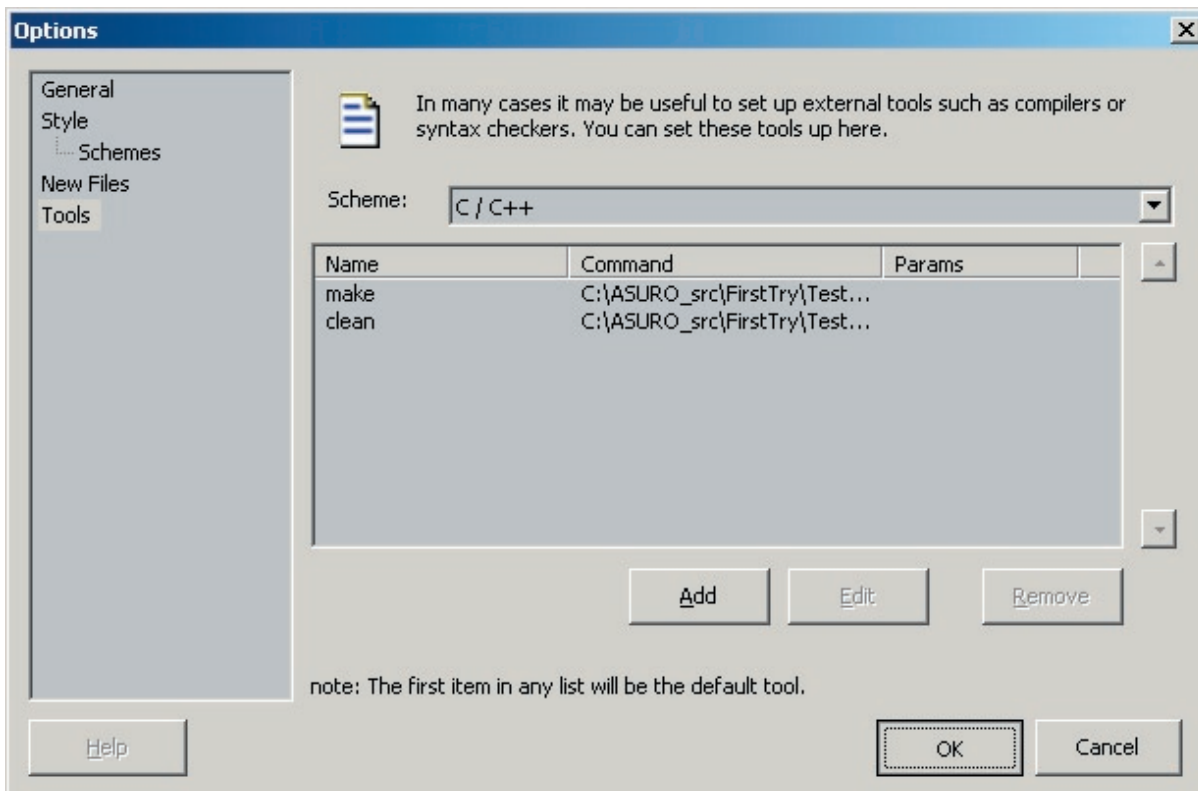 Options
General
Style
Schemes
New Files
Tools
In many cases it may be useful to set up external tools such as compilers or
syntax checkers. You can set these tools up here.
Scheme: C / C++
Name Command Params
make C:\ASURO_src\FirstTry\Test...
clean C:\ASURO_src\FirstTry\Test...
Add Edit Remove
note: The first item in any list will be the default tool.
Help OK Cancel